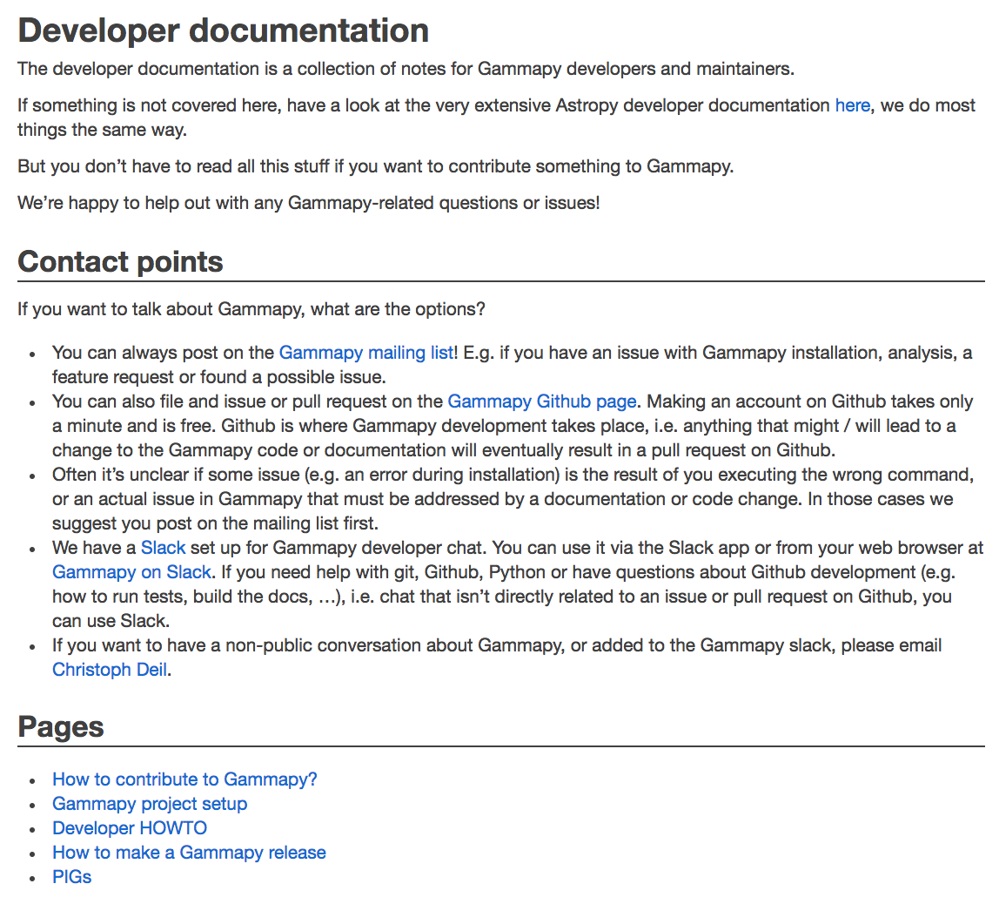 Developer documentation
The developer documentation is a collection of notes for Gammapy developers and maintainers.
If something is not covered here, have a look at the very extensive Astropy developer documentation here, we do most
things the same way.
But you don’t have to read all this stuff if you want to contribute something to Gammapy.
We’re happy to help out with any Gammapy-related questions or issues!
Contact points
If you want to talk about Gammapy, what are the options?
• You can always post on the Gammapy mailing list! E.g. if you have an issue with Gammapy installation, analysis, a
feature request or found a possible issue.
• You can also file and issue or pull request on the Gammapy Github page. Making an account on Github takes only
a minute and is free. Github is where Gammapy development takes place, i.e. anything that might / will lead to a
change to the Gammapy code or documentation will eventually result in a pull request on Github.
• Often it’s unclear if some issue (e.g. an error during installation) is the result of you executing the wrong command,
or an actual issue in Gammapy that must be addressed by a documentation or code change. In those cases we
suggest you post on the mailing list first.
• We have a Slack set up for Gammapy developer chat. You can use it via the Slack app or from your web browser at
Gammapy on Slack. If you need help with git, Github, Python or have questions about Github development (e.g.
how to run tests, build the docs, …), i.e. chat that isn’t directly related to an issue or pull request on Github, you
can use Slack.
• If you want to have a non-public conversation about Gammapy, or added to the Gammapy slack, please email
Christoph Deil.
Pages
• How to contribute to Gammapy?
• Gammapy project setup
• Developer HOWTO
• How to make a Gammapy release
• PIGs